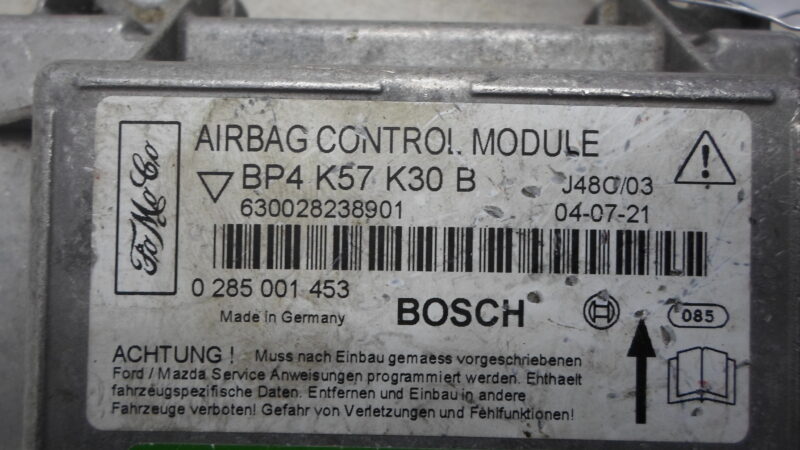 FoMoCo
AIRBAG CONTROL MODULE
BP4 K57 K30 B
J48C/03
630028238901
04-07-21
0 285 001 453
Made in Germany
BOSCH
085
ACHTUNG ! Muss nach Einbau gemaess vorgeschriebenen
Ford / Mazda Service Anweisungen programmiert werden. Enthaelt
fahrzeugspezifische Daten. Entfernen und Einbau in andere
Fahrzeuge verboten! Gefahr von Verletzungen und Fehlfunktionen!